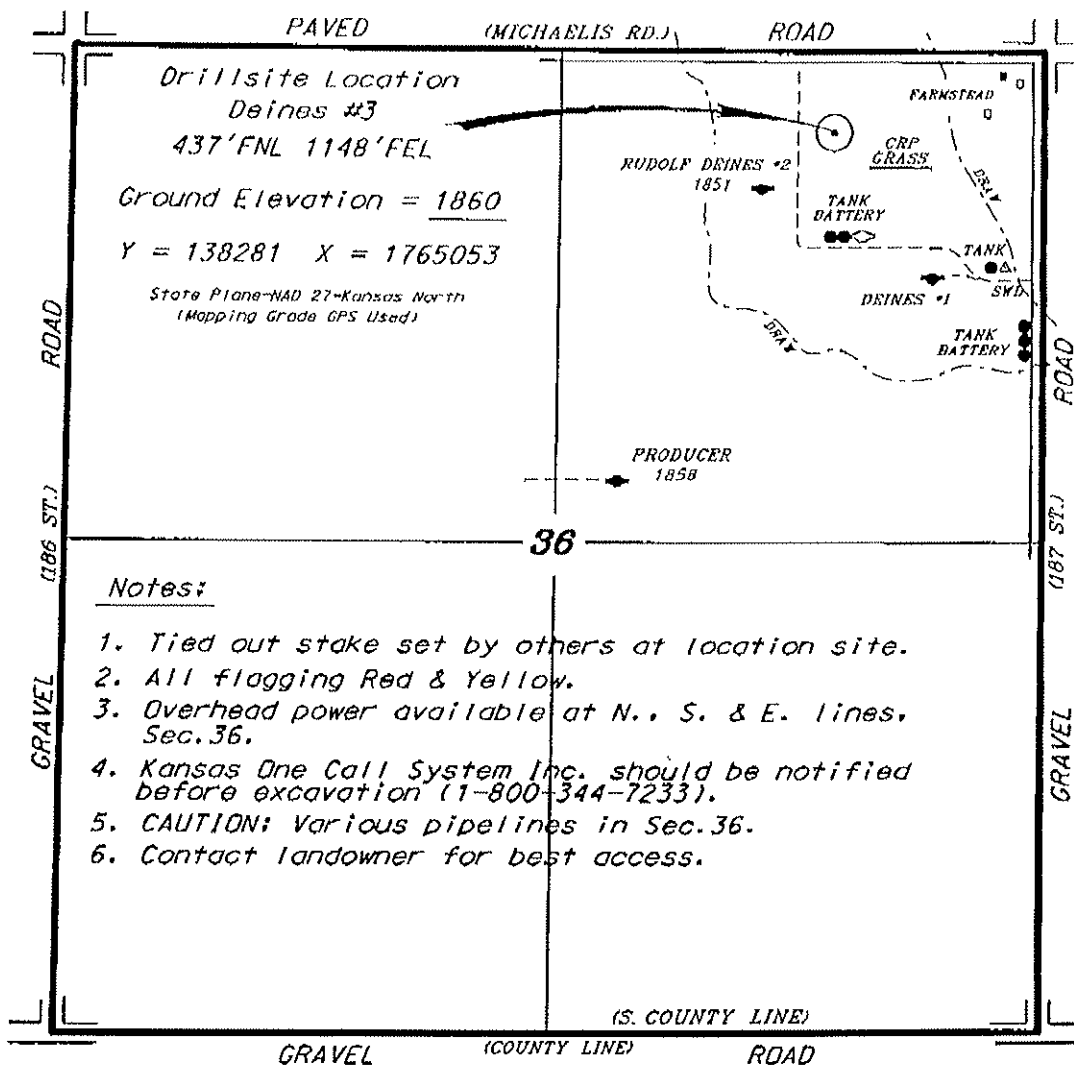 PAVED (MICHAELIS RD.) ROAD
Drillsite Location
Deines #3
437'FNL 1148'FEL
Ground Elevation = 1860
Y = 138281 X = 1765053
State Plane-NAD 27-Kansas North
(Mapping Grade GPS Used)
FARMSTEAD
CRP
GRASS
RUDOLF DEINES #2
1851
DRAW
TANK
BATTERY
TANK
SWD
DEINES #1
DRAW
TANK
BATTERY
PRODUCER
1858
36
GRAVEL (186 ST.) ROAD
GRAVEL (187 ST.) ROAD
Notes:
1. Tied out stake set by others at location site.
2. All flagging Red & Yellow.
3. Overhead power available at N., S. & E. lines,
Sec.36.
4. Kansas One Call System Inc. should be notified
before excavation (1-800-344-7233).
5. CAUTION: Various pipelines in Sec.36.
6. Contact landowner for best access.
(S. COUNTY LINE)
GRAVEL (COUNTY LINE) ROAD